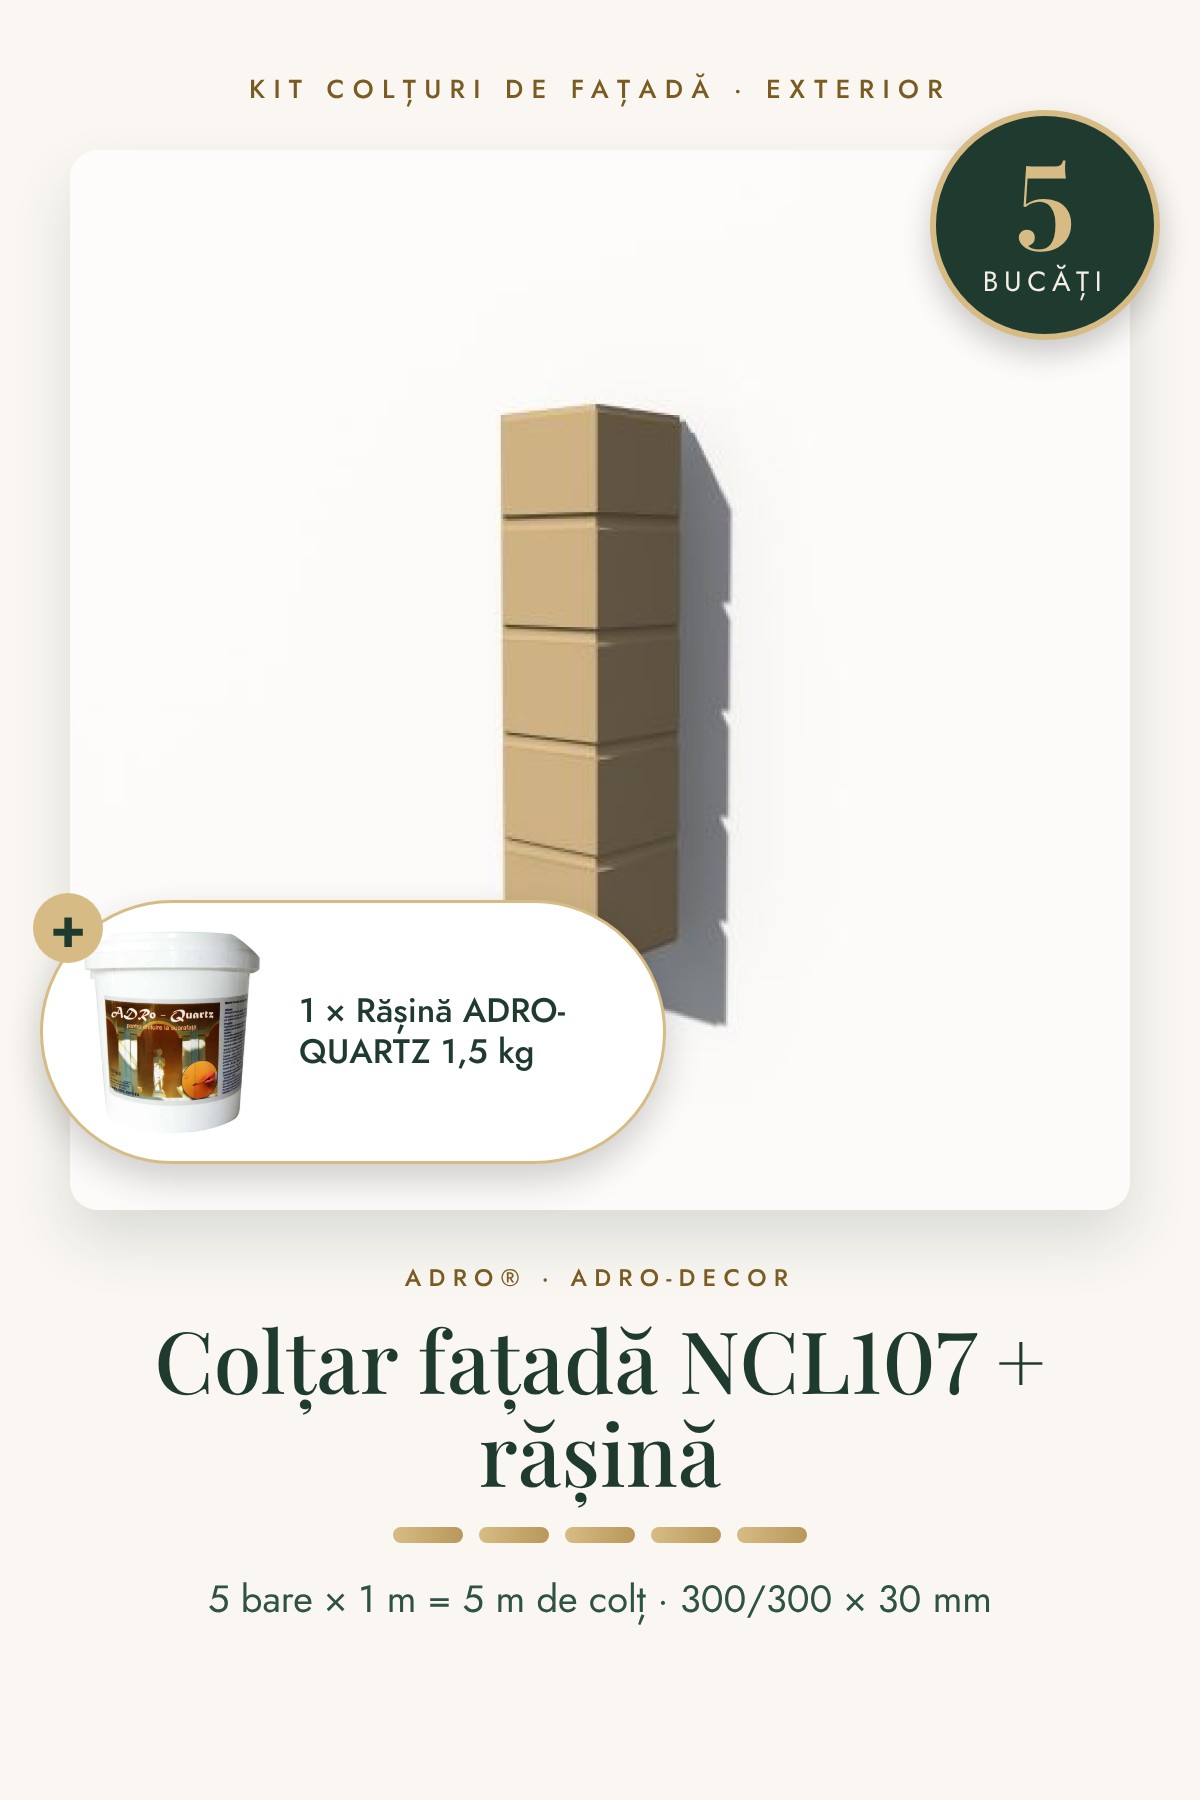 KIT COLȚURI DE FAȚADĂ · EXTERIOR
5
BUCĂȚI
+
ADRo - Quartz
1 × Rășină ADRO-
QUARTZ 1,5 kg
ADRO® · ADRO-DECOR
Colțar fațadă NCL107 +
rășină
5 bare × 1 m = 5 m de colț · 300/300 × 30 mm